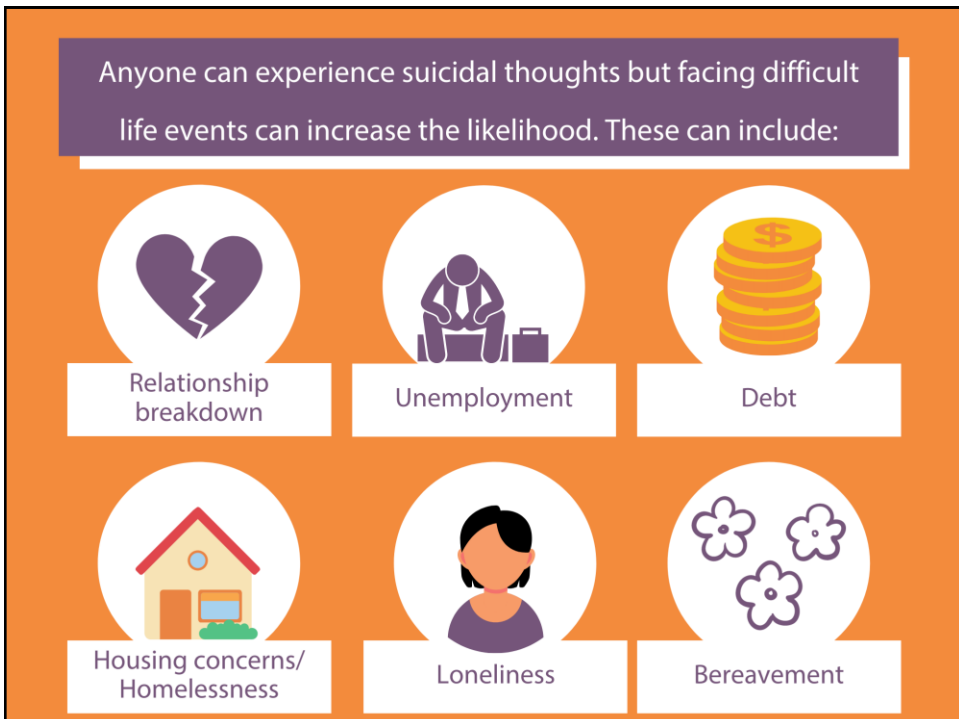 Anyone can experience suicidal thoughts but facing difficult
life events can increase the likelihood. These can include:
Relationship
breakdown
Unemployment
$
Debt
Housing concerns/
Homelessness
Loneliness
Bereavement